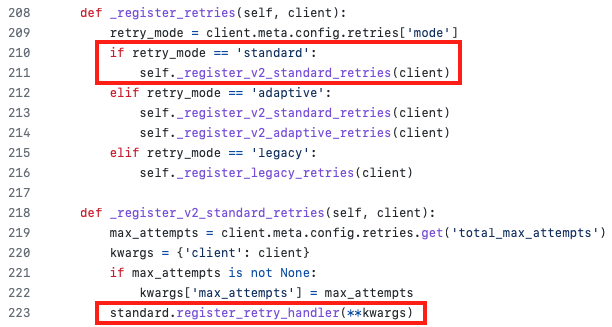 208 def _register_retries(self, client):
209 retry_mode = client.meta.config.retries['mode']
210 if retry_mode == 'standard':
211 self._register_v2_standard_retries(client)
212 elif retry_mode == 'adaptive':
213 self._register_v2_standard_retries(client)
214 self._register_v2_adaptive_retries(client)
215 elif retry_mode == 'legacy':
216 self._register_legacy_retries(client)
217
218 def _register_v2_standard_retries(self, client):
219 max_attempts = client.meta.config.retries.get('total_max_attempts')
220 kwargs = {'client': client}
221 if max_attempts is not None:
222 kwargs['max_attempts'] = max_attempts
223 standard.register_retry_handler(**kwargs)